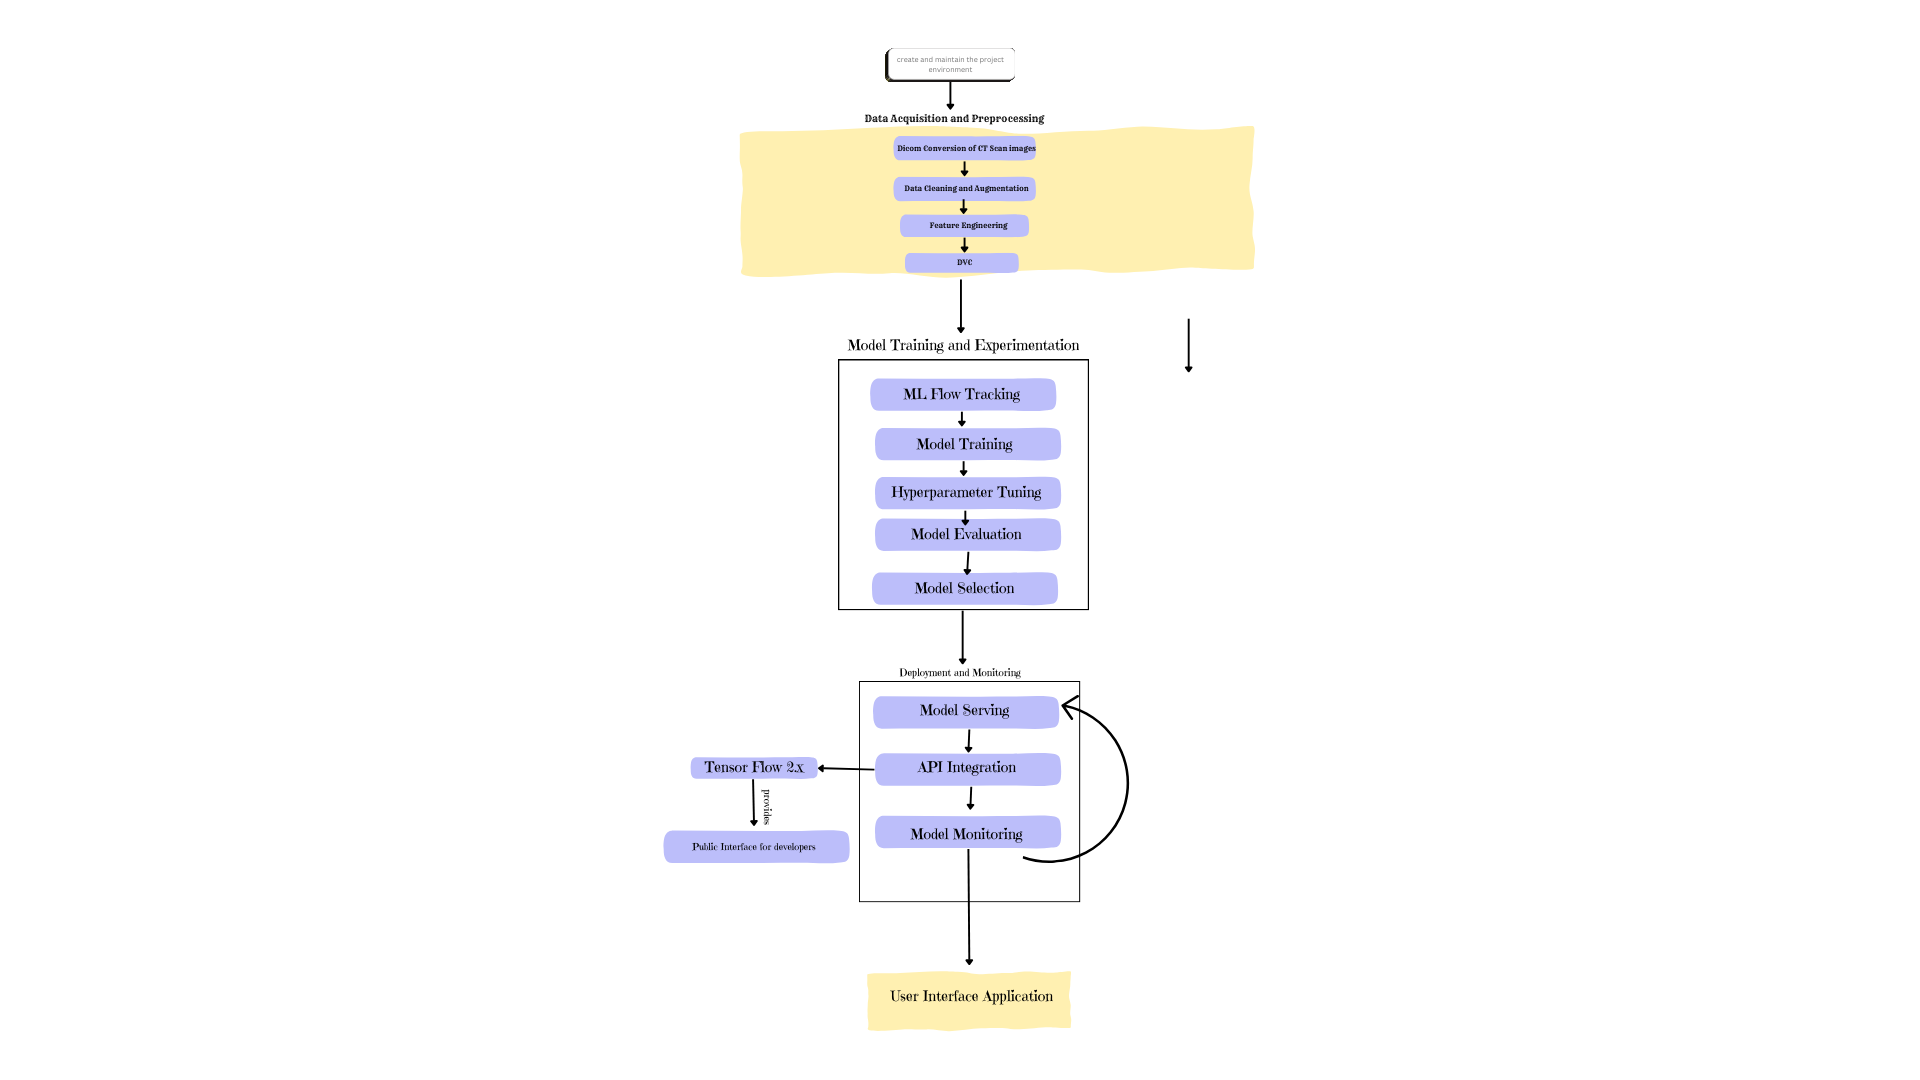 create and maintain the project
environment
Data Acquisition and Preprocessing
Dicom Conversion of CT Scan images
Data Cleaning and Augmentation
Feature Engineering
DVC
Model Training and Experimentation
ML Flow Tracking
Model Training
Hyperparameter Tuning
Model Evaluation
Model Selection
Deployment and Monitoring
Model Serving
Tensor Flow 2.x
API Integration
provides
Model Monitoring
Public Interface for developers
User Interface Application